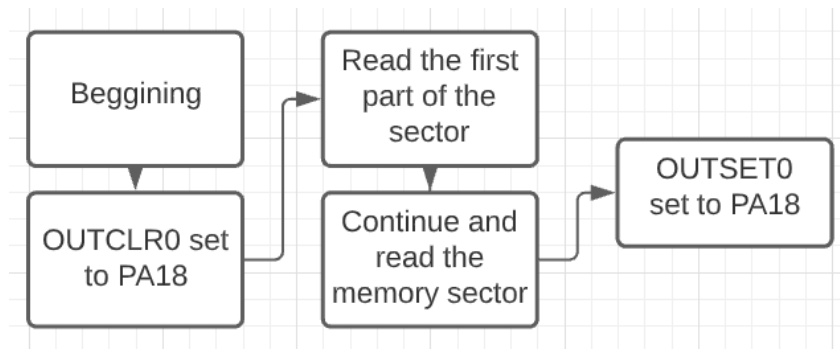 Beggining
OUTCLR0 set
to PA18
Read the first
part of the
sector
Continue and
read the
memory sector
OUTSET0
set to PA18